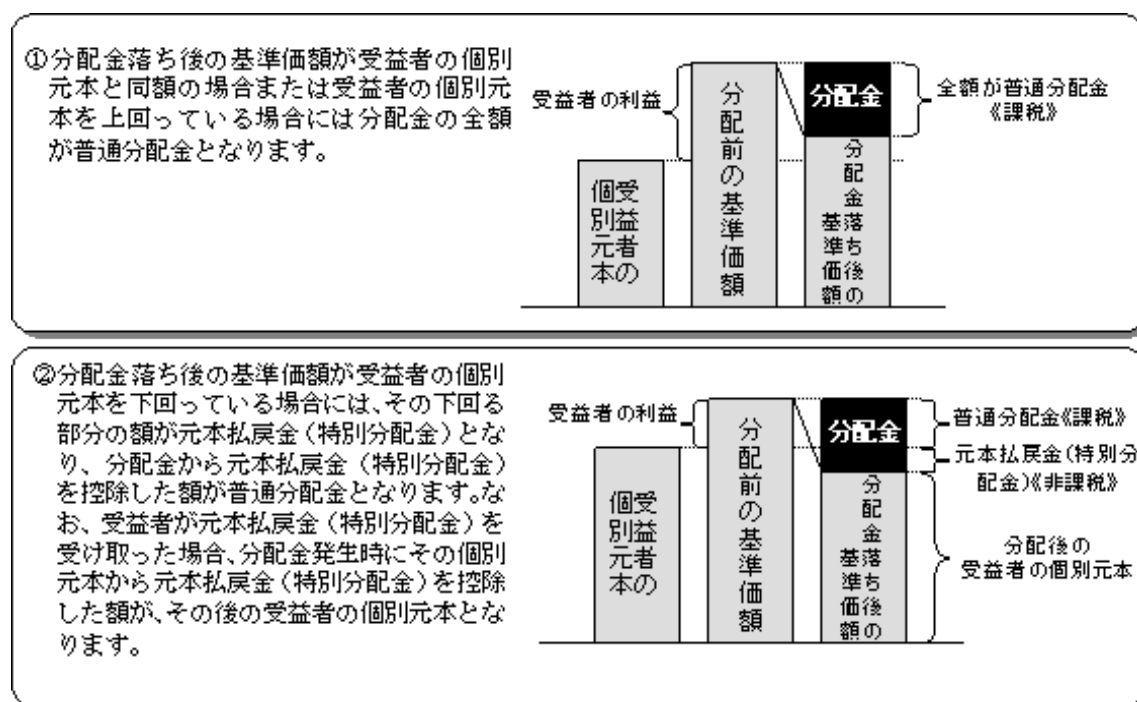 ①分配金落ち後の基準価額が受益者の個別
元本と同額の場合または受益者の個別元
本を上回っている場合には分配金の全額
が普通分配金となります。
受益者の利益
受益者の
個別元本
分配前の基準価額
分配金
分配金落ち後の
基準価額
全額が普通分配金
《課税》
②分配金落ち後の基準価額が受益者の個別
元本を下回っている場合には、その下回る
部分の額が元本払戻金（特別分配金）とな
り、分配金から元本払戻金（特別分配金）
を控除した額が普通分配金となります。な
お、受益者が元本払戻金（特別分配金）を
受け取った場合、分配金発生時にその個別
元本から元本払戻金（特別分配金）を控除
した額が、その後の受益者の個別元本とな
ります。
受益者の利益
受益者の
個別元本
分配前の基準価額
分配金
分配金落ち後の
基準価額
普通分配金《課税》
元本払戻金（特別分
配金）《非課税》
分配後の
受益者の個別元本